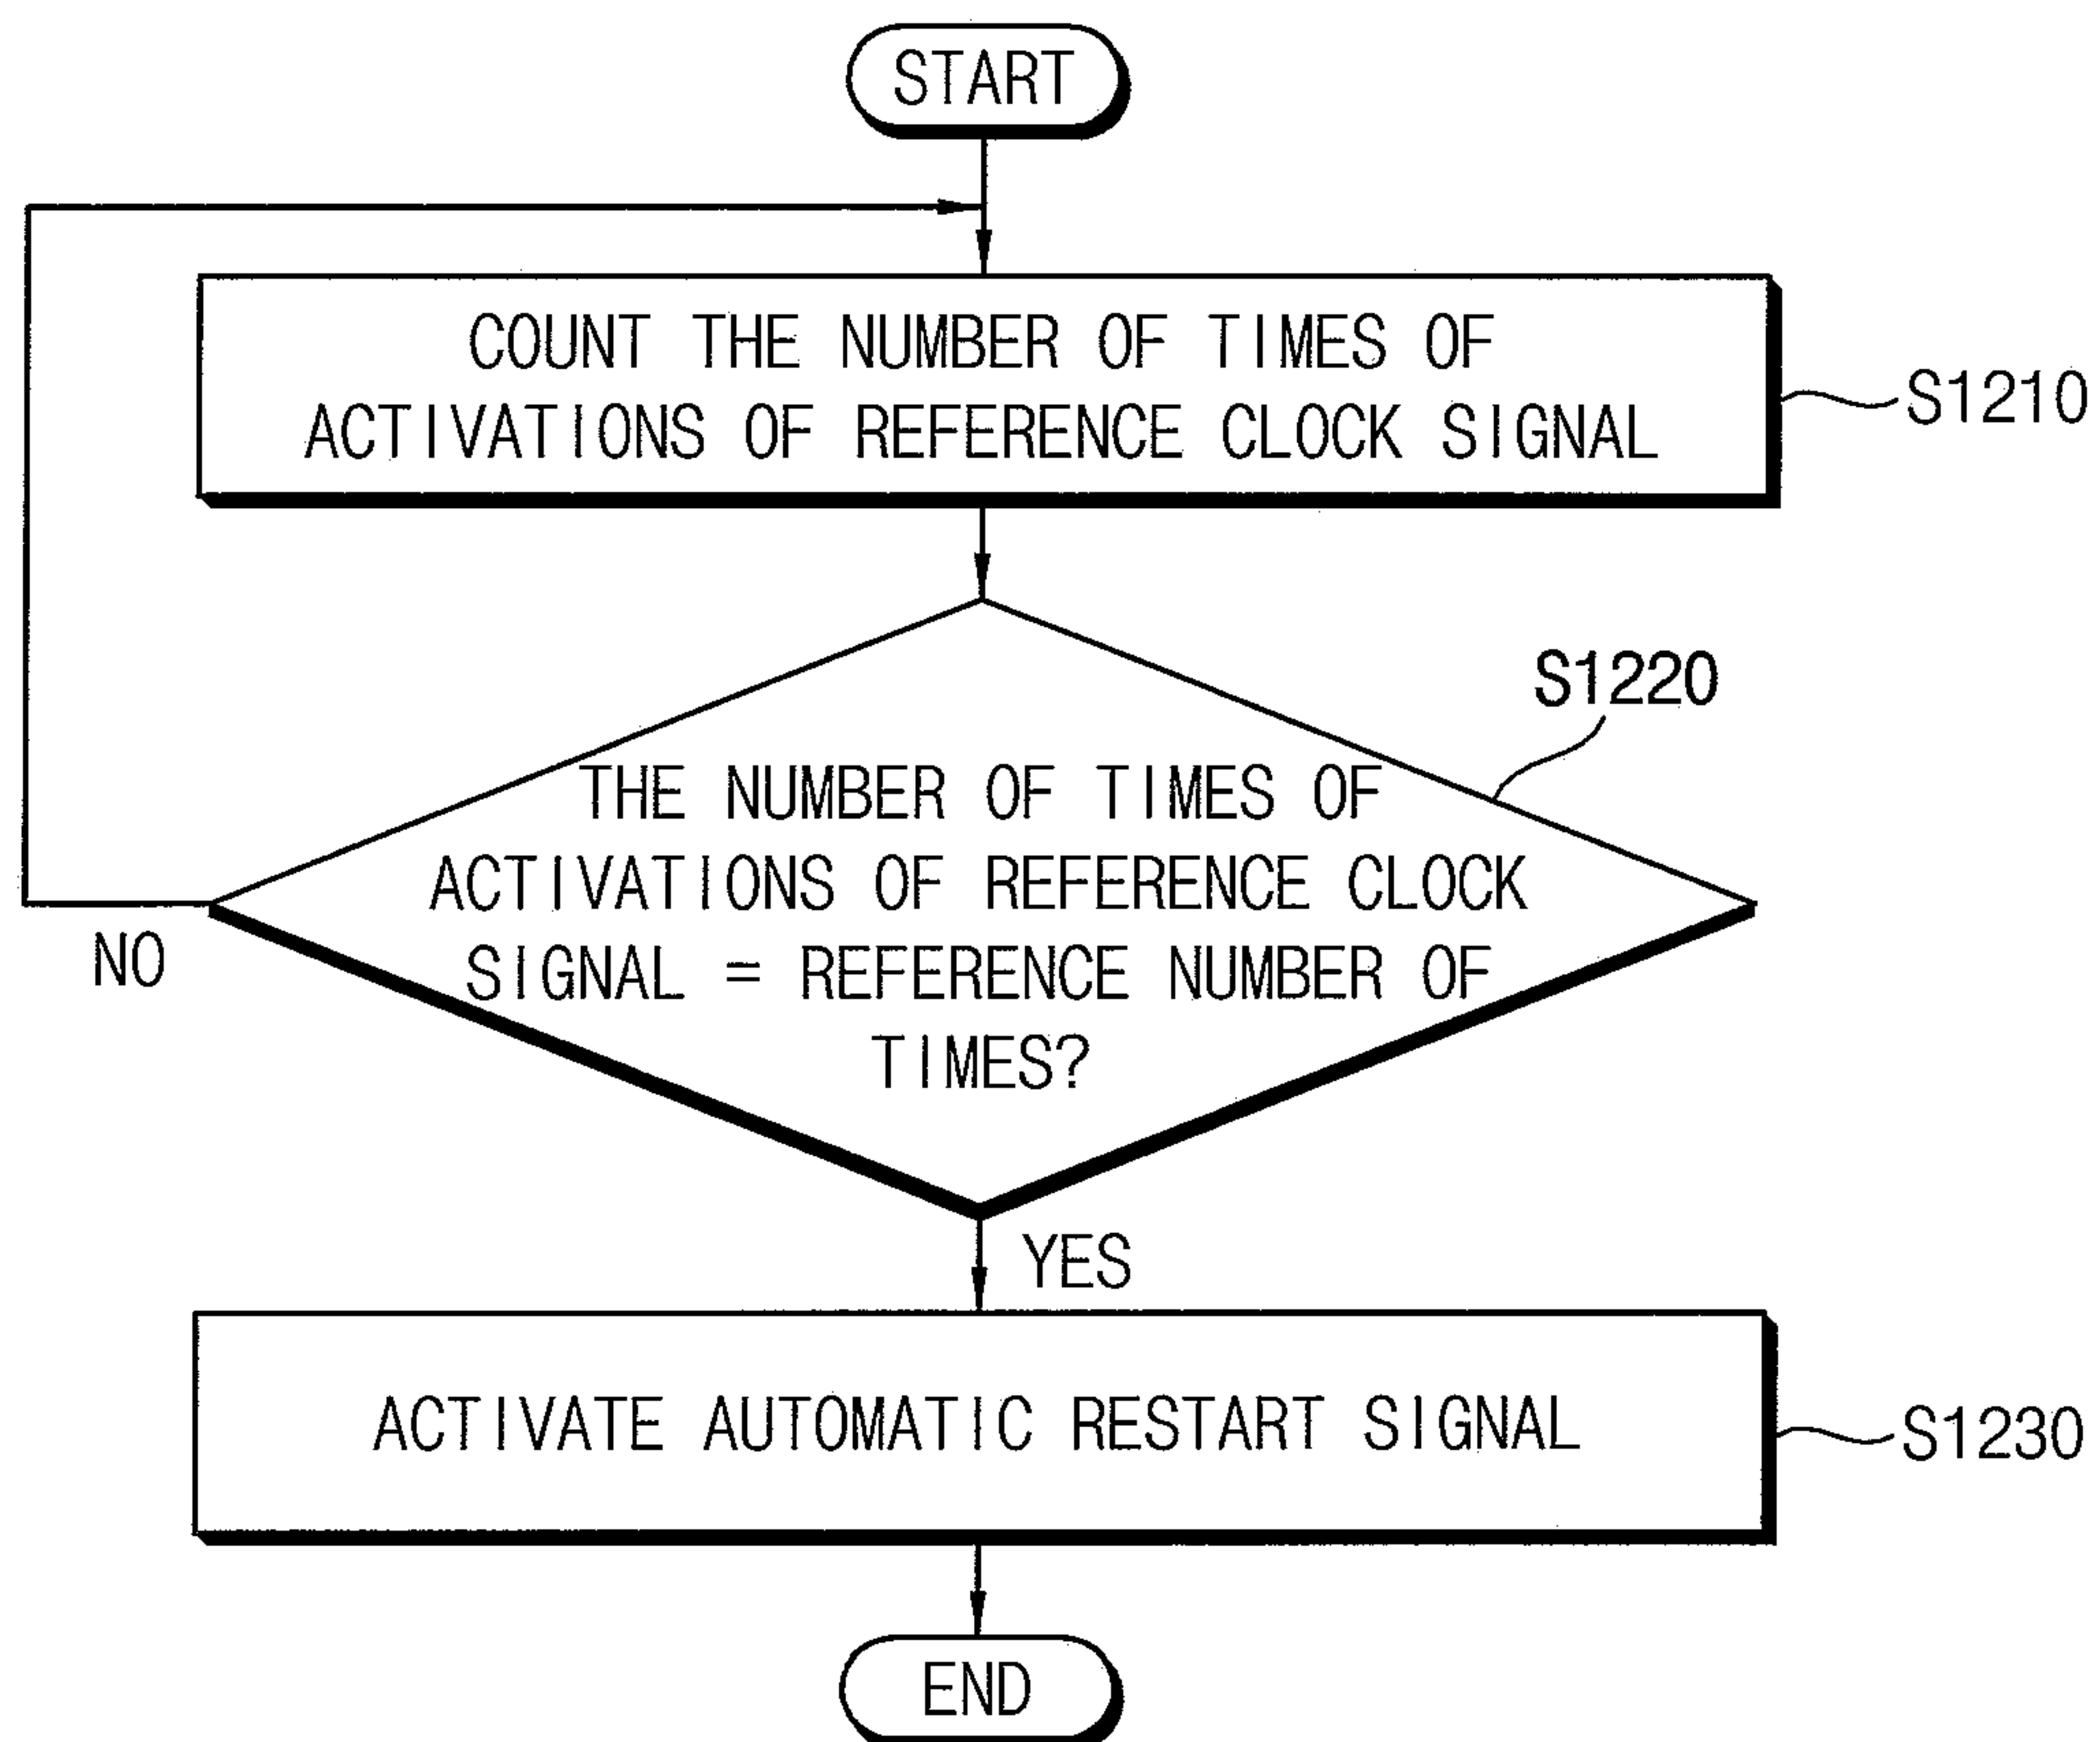 START
COUNT THE NUMBER OF TIMES OF
ACTIVATIONS OF REFERENCE CLOCK SIGNAL
S1210
S1220
THE NUMBER OF TIMES OF
ACTIVATIONS OF REFERENCE CLOCK
SIGNAL = REFERENCE NUMBER OF
TIMES?
NO
YES
ACTIVATE AUTOMATIC RESTART SIGNAL
S1230
END